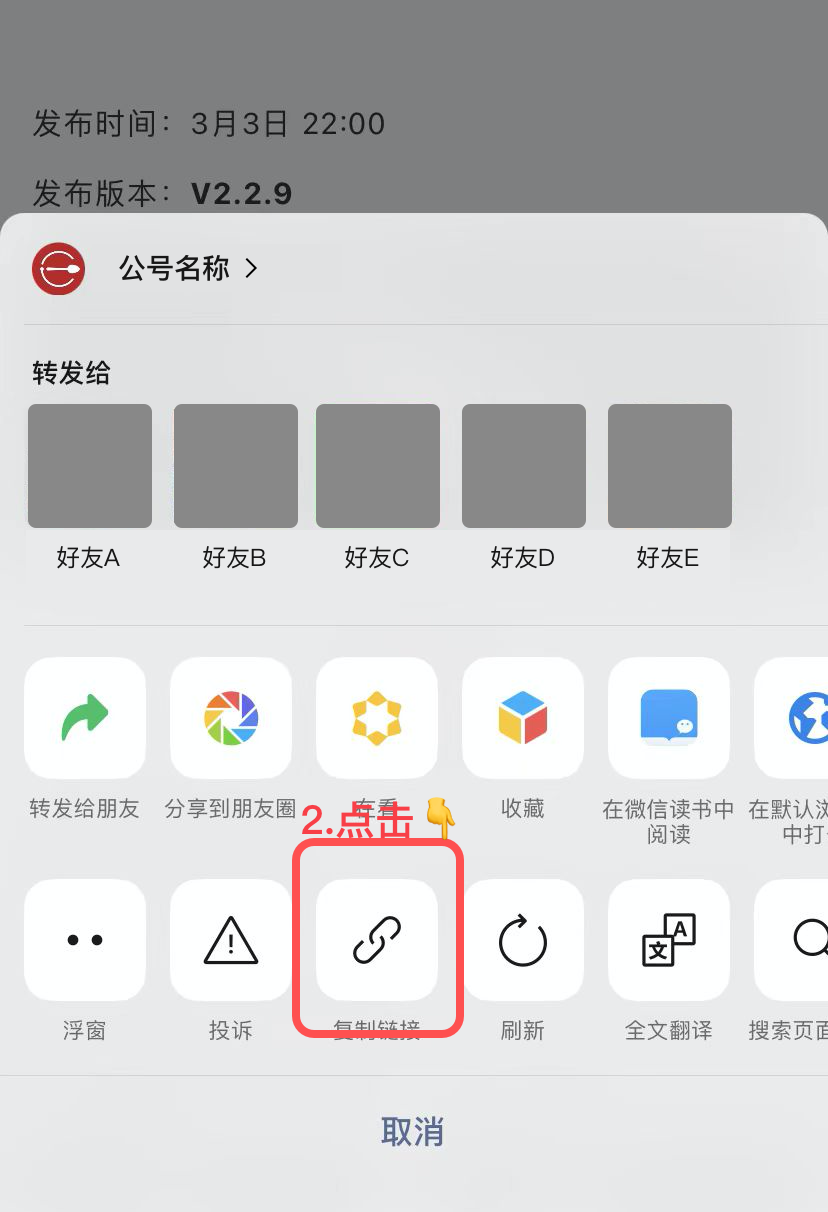 发布时间：3月3日 22:00
发布版本：V2.2.9
公号名称
转发给
好友A 好友B 好友C 好友D 好友E
转发给朋友 分享到朋友圈 在看 收藏 在微信读书中阅读 在默认浏
中打
2.点击
A
文
浮窗 投诉 复制链接 刷新 全文翻译 搜索页面
取消